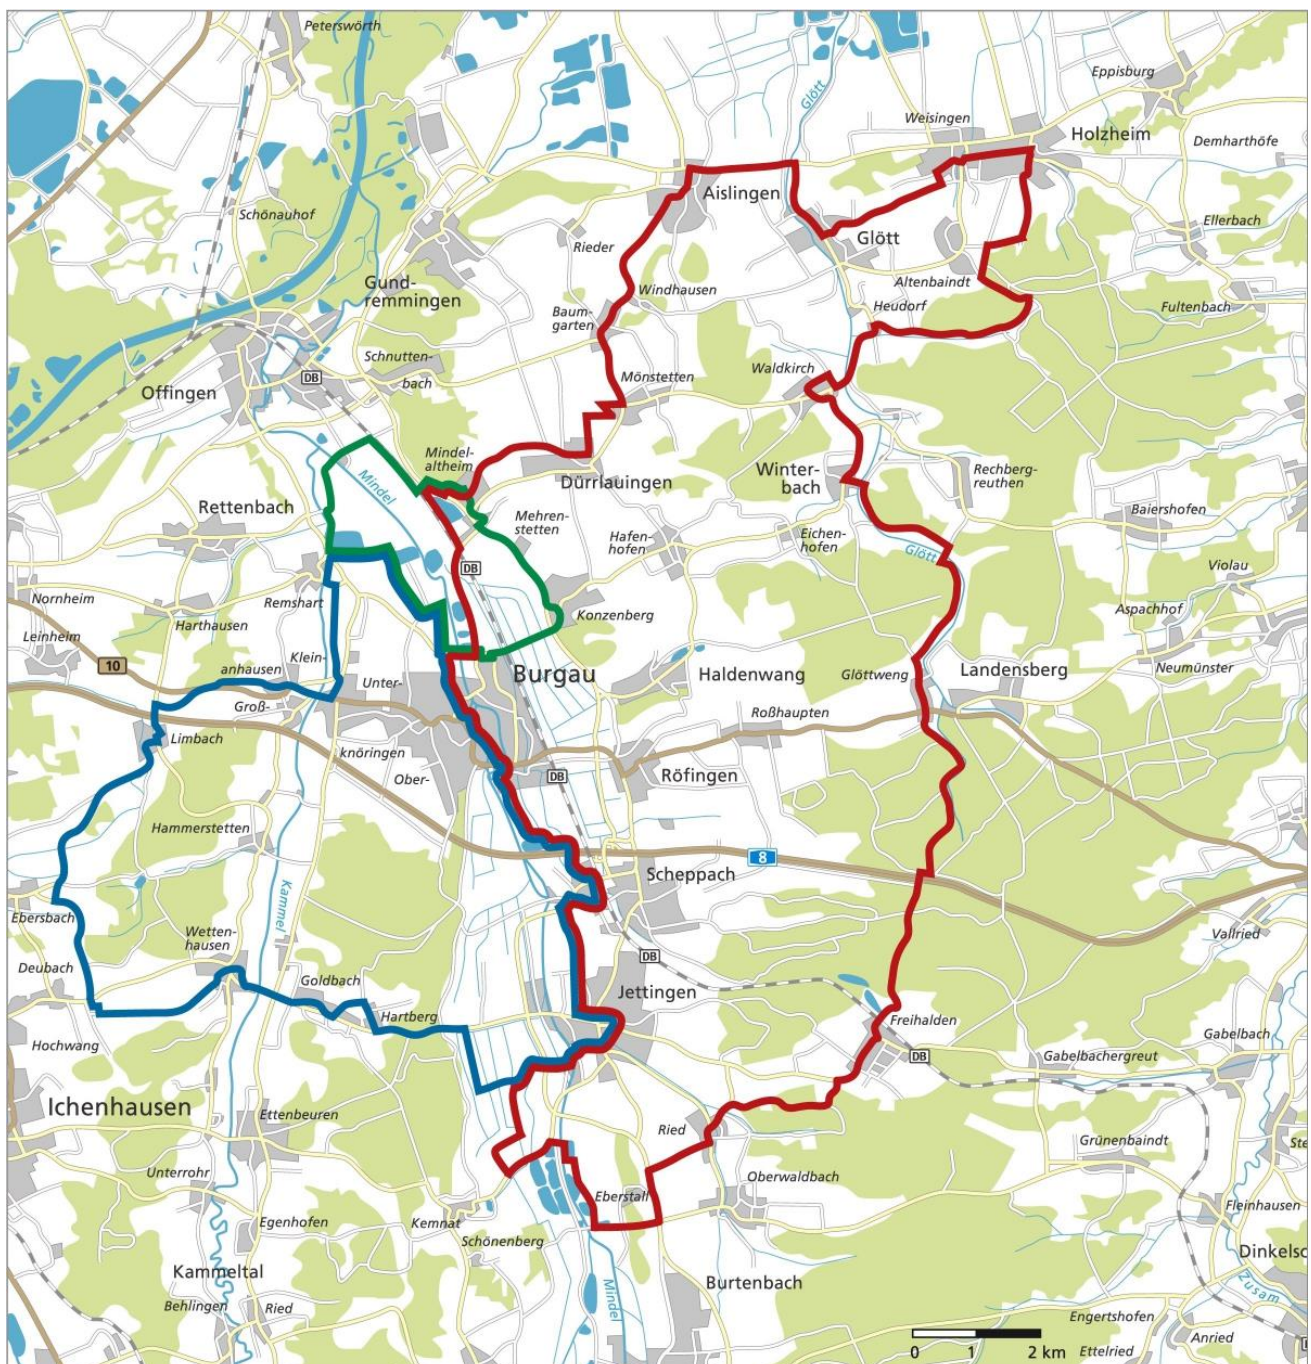 Peterswörth
Eppisburg
Glött
Weisingen
Holzheim
Demharthöfe
Aislingen
Schönauhof
Ellerbach
Rieder
Glött
Gund-
remmingen
Windhausen
Altenbaindt
Heudorf
Fultenbach
Baum-
garten
Schnutten-
bach
DB
Waldkirch
Mönstetten
Offingen
Mindel-
altheim
Mindel
Dürrlauingen
Winter-
bach
Rechberg-
reuthen
Rettenbach
Mehren-
stetten
Baiershofen
Hafen-
hofen
Eichen-
hofen
Glött
DB
Violau
Nornheim
Remshart
Konzenberg
Aspachhof
Harthausen
Leinheim
10
Klein-
anhausen
Burgau
Haldenwang
Glöttweng
Landensberg
Neumünster
Unter-
Groß-
Roßhaupten
Limbach
knöringen
Ober-
DB
Röfingen
Hammerstetten
8
Scheppach
Kammel
Ebersbach
Wetten-
hausen
Vallried
DB
Deubach
Goldbach
Jettingen
Hartberg
Freihalden
Gabelbach
Hochwang
DB
Gabelbachergreut
Ichenhausen
Ettenbeuren
Ried
Grünenbaindt
Ste
Unterrohr
Oberwaldbach
Eberstall
Fleinhausen
Egenhofen
Kemnat
Schönenberg
Dinkelsc
Kammeltal
Burtenbach
Zusam
Mindel
Behlingen
Ried
Engertshofen
Anried
0 1 2 km
Ettelried